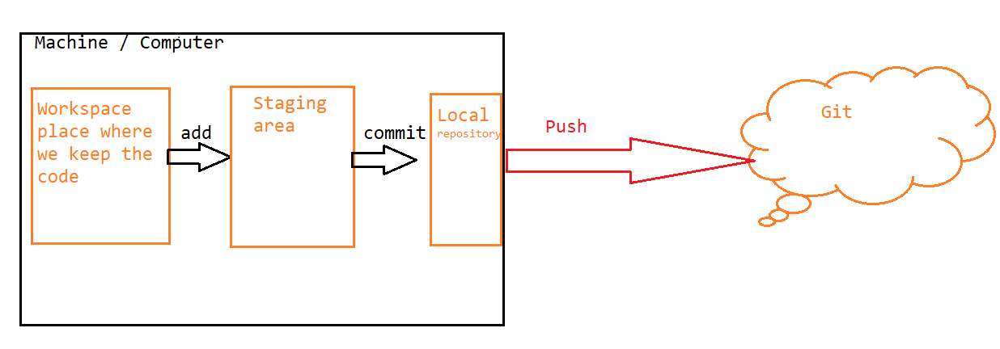 Machine / Computer
Workspace
place where
we keep the
code
add
Staging
area
commit
Local
repository
Push
Git